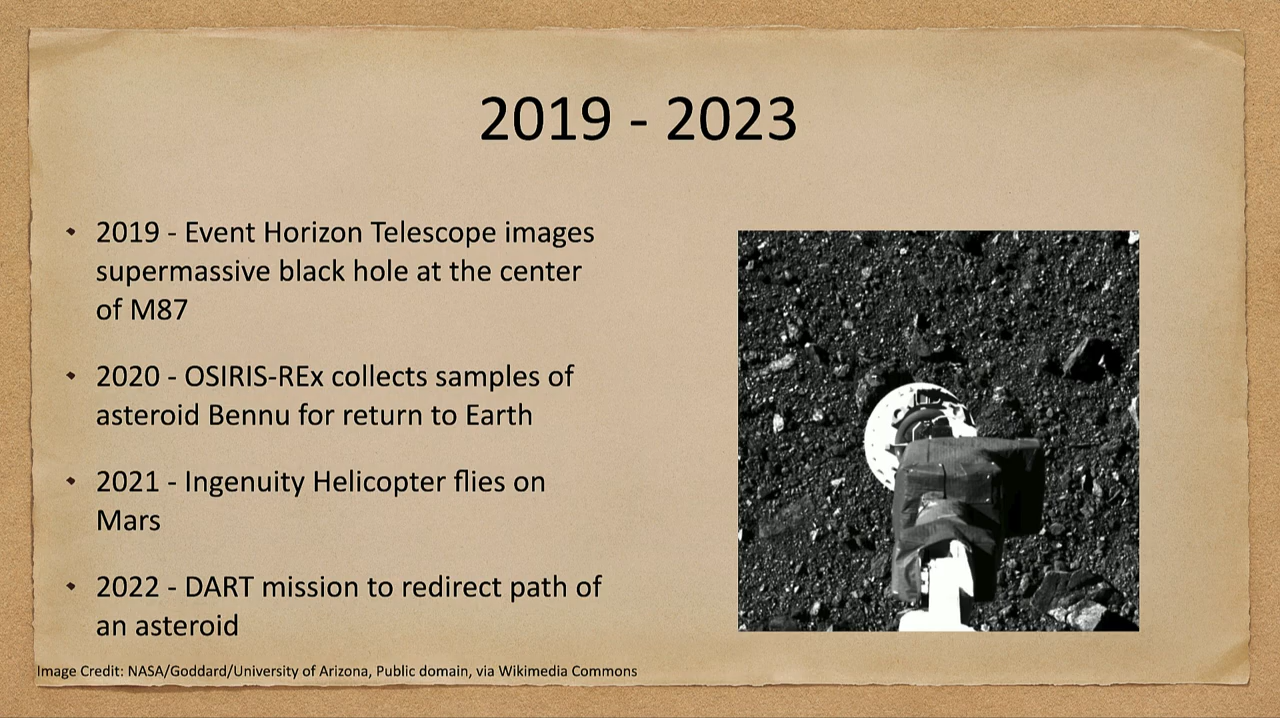 2019 - 2023
• 2019 - Event Horizon Telescope images
supermassive black hole at the center
of M87
• 2020 - OSIRIS-REx collects samples of
asteroid Bennu for return to Earth
• 2021 - Ingenuity Helicopter flies on
Mars
• 2022 - DART mission to redirect path of
an asteroid
Image Credit: NASA/Goddard/University of Arizona, Public domain, via Wikimedia Commons